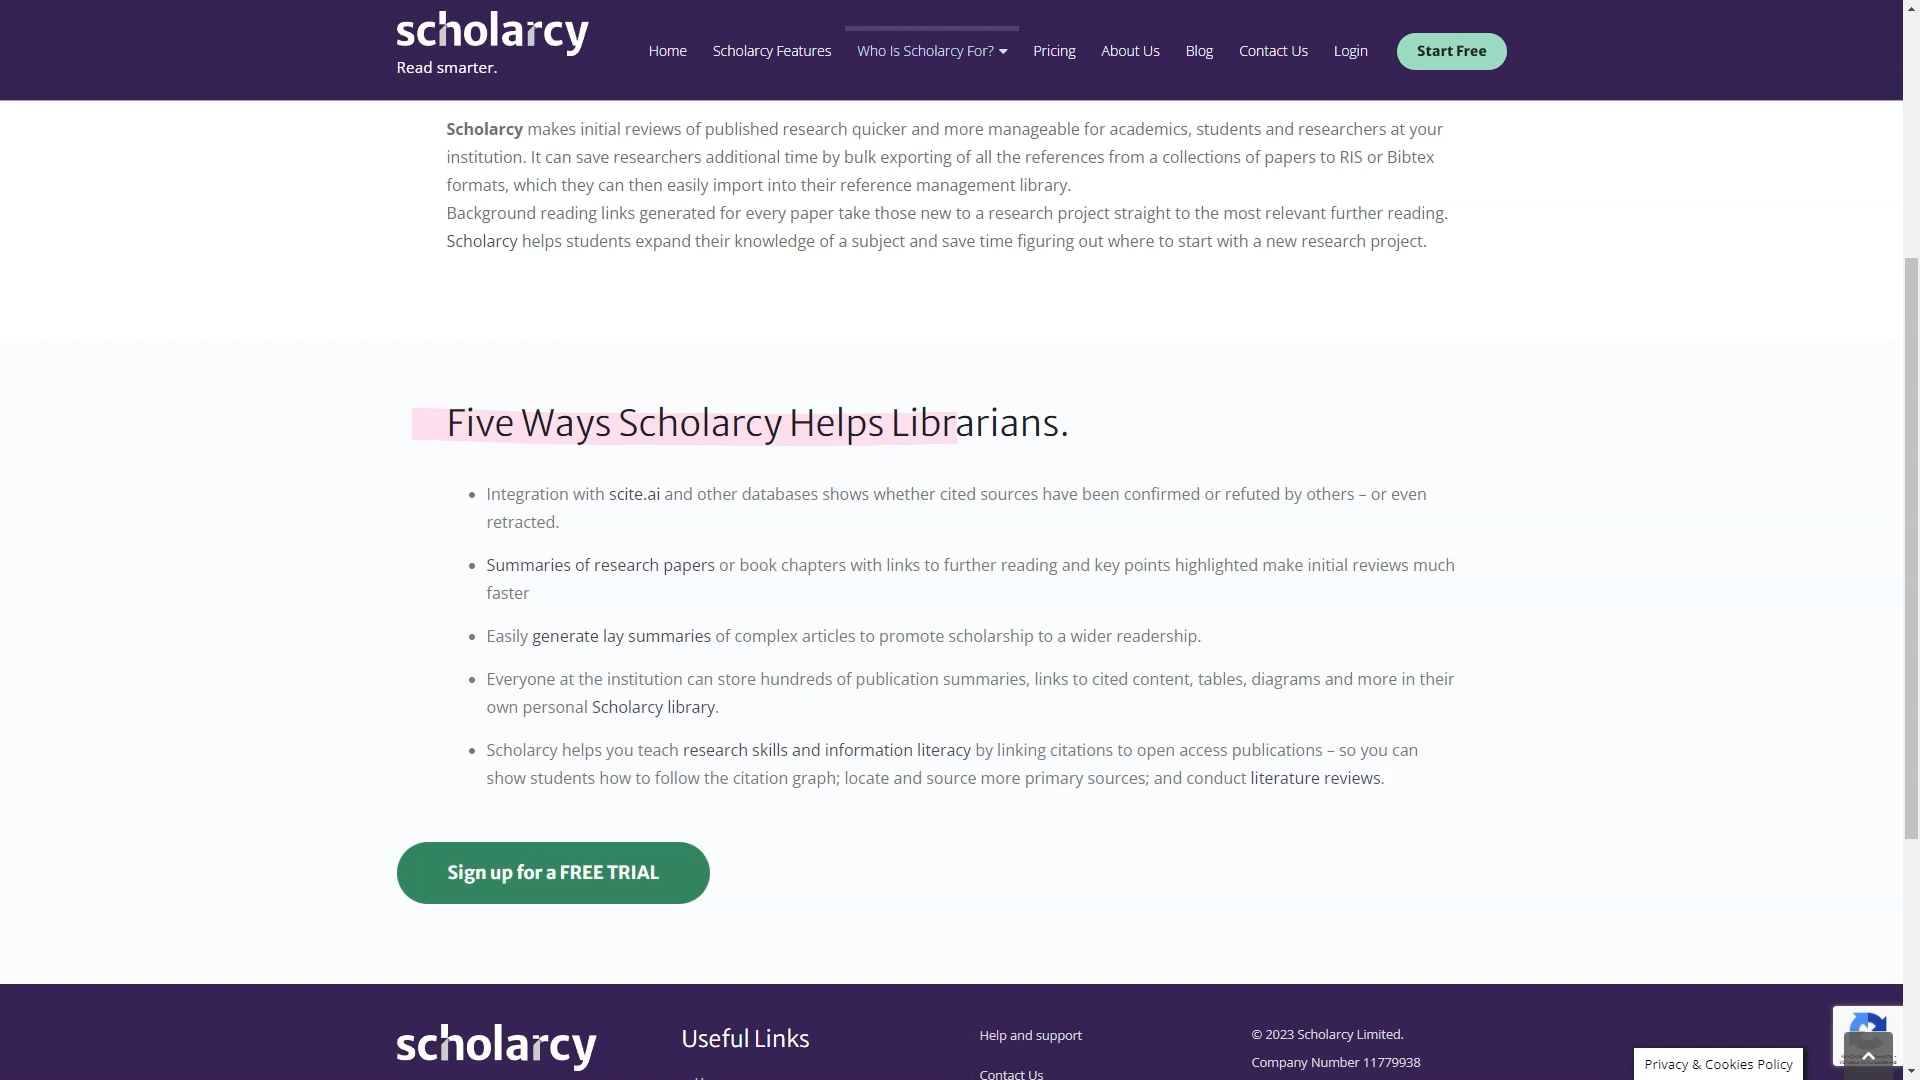 scholarcy
Read smarter.
Home Scholarcy Features Who Is Scholarcy For? Pricing About Us Blog Contact Us Login Start Free
Scholarcy makes initial reviews of published research quicker and more manageable for academics, students and researchers at your
institution. It can save researchers additional time by bulk exporting of all the references from a collections of papers to RIS or Bibtex
formats, which they can then easily import into their reference management library.
Background reading links generated for every paper take those new to a research project straight to the most relevant further reading.
Scholarcy helps students expand their knowledge of a subject and save time figuring out where to start with a new research project.
Five Ways Scholarcy Helps Librarians.
Integration with scite.ai and other databases shows whether cited sources have been confirmed or refuted by others – or even
retracted.
Summaries of research papers or book chapters with links to further reading and key points highlighted make initial reviews much
faster
Easily generate lay summaries of complex articles to promote scholarship to a wider readership.
Everyone at the institution can store hundreds of publication summaries, links to cited content, tables, diagrams and more in their
own personal Scholarcy library.
Scholarcy helps you teach research skills and information literacy by linking citations to open access publications – so you can
show students how to follow the citation graph; locate and source more primary sources; and conduct literature reviews.
Sign up for a FREE TRIAL
scholarcy
Useful Links
Help and support
Contact Us
© 2023 Scholarcy Limited.
Company Number 11779938
Privacy & Cookies Policy